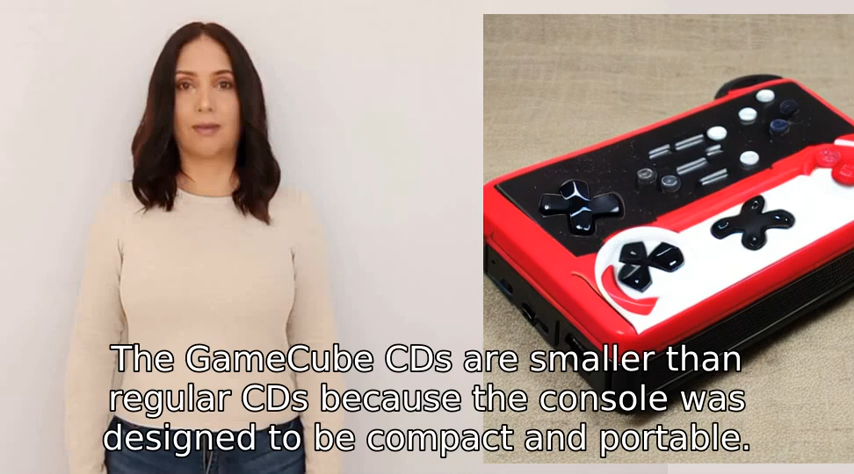 The GameCube CDs are smaller than
regular CDs because the console was
designed to be compact and portable.